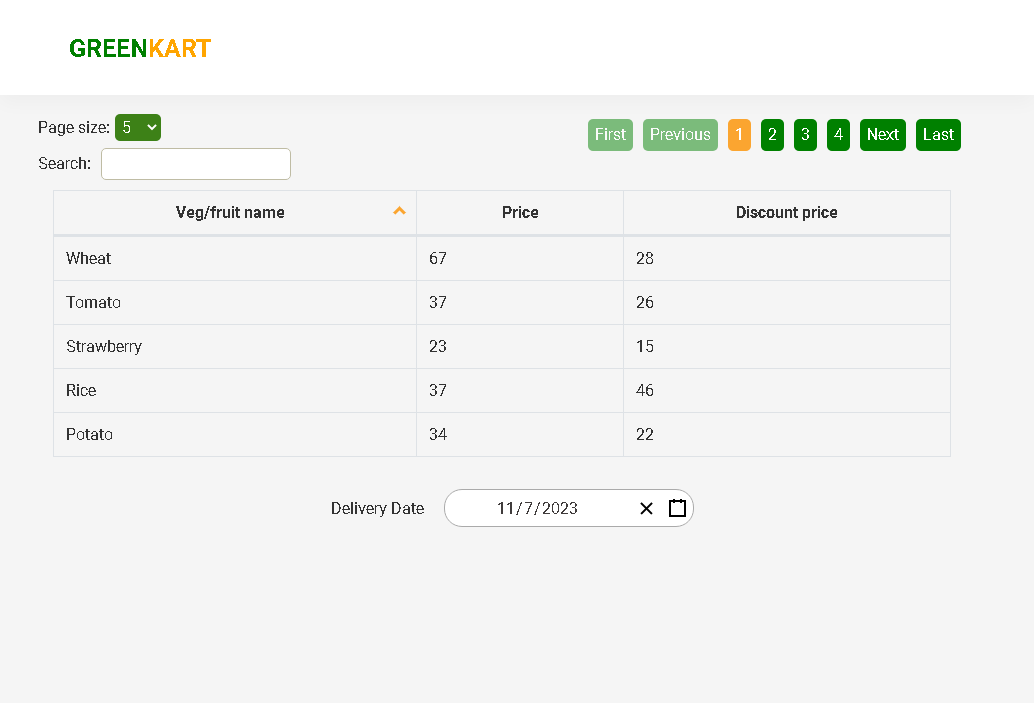 GREENKART
Page size: 5
First Previous 1 2 3 4 Next Last
Search:
Veg/fruit name Price Discount price
Wheat 67 28
Tomato 37 26
Strawberry 23 15
Rice 37 46
Potato 34 22
Delivery Date 11/7/2023